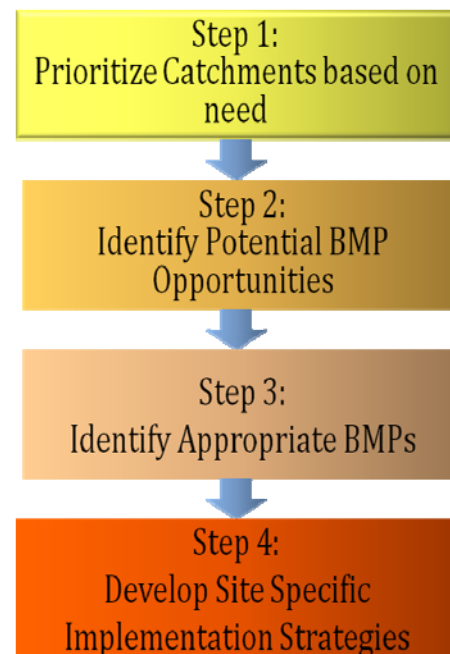 Step 1:
Prioritize Catchments based on
need
Step 2:
Identify Potential BMP
Opportunities
Step 3:
Identify Appropriate BMPs
Step 4:
Develop Site Specific
Implementation Strategies